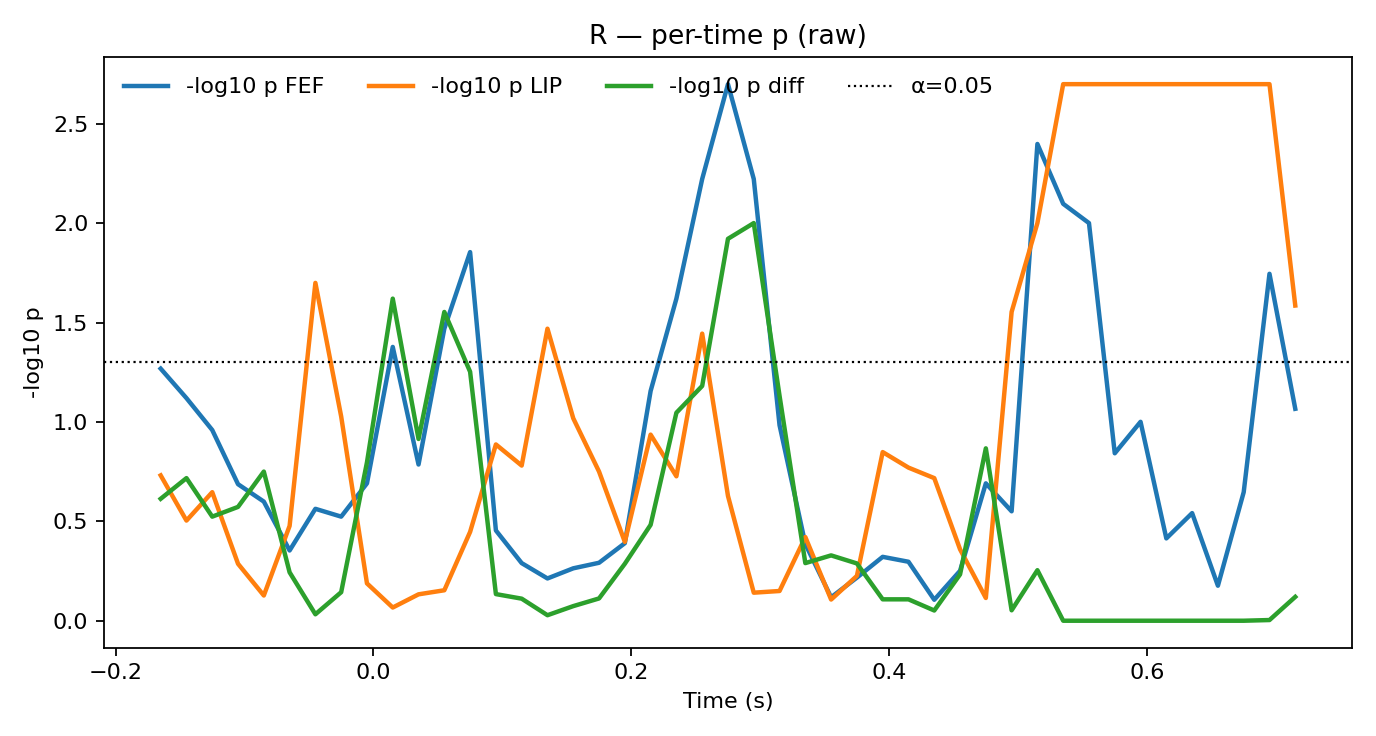 R — per-time p (raw)
-log10 p FEF
-log10 p LIP
-log10 p diff
α=0.05
-log10 p
2.5
2.0
1.5
1.0
0.5
0.0
−0.2
0.0
0.2
0.4
0.6
Time (s)